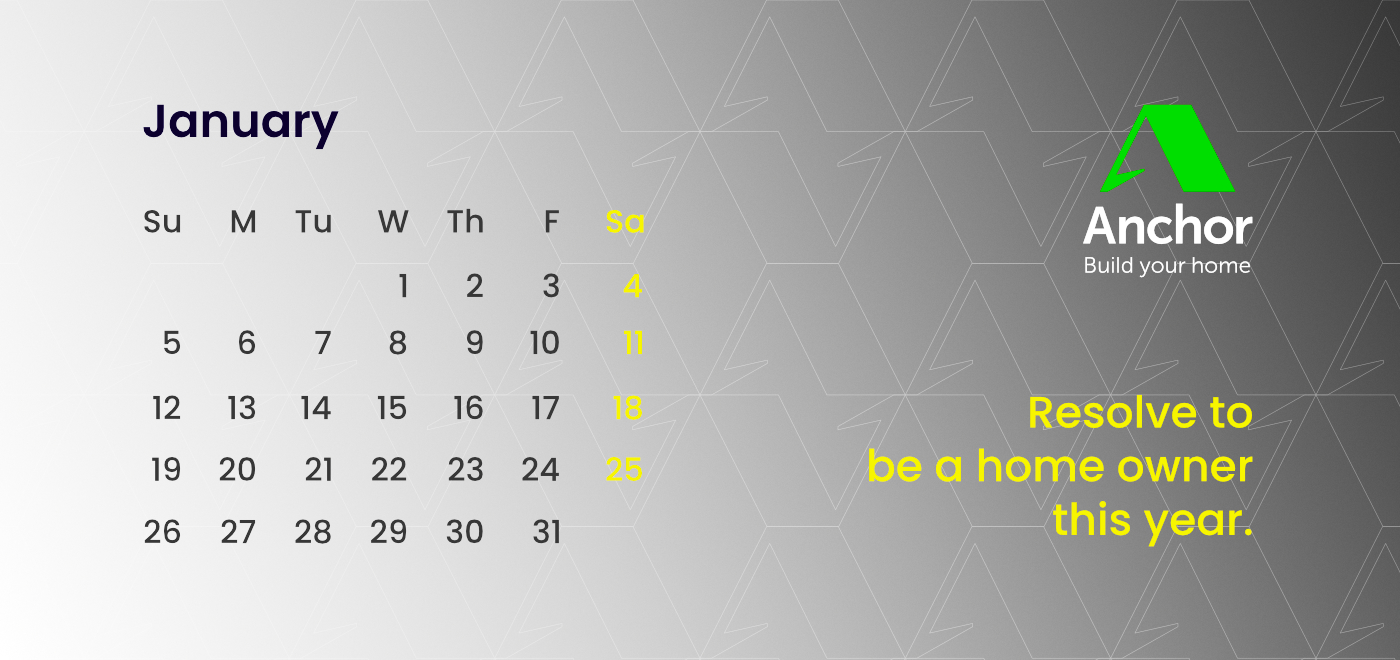 January
Su M Tu W Th F Sa
1 2 3 4
5 6 7 8 9 10 11
12 13 14 15 16 17 18
19 20 21 22 23 24 25
26 27 28 29 30 31
Anchor
Build your home
Resolve to
be a home owner
this year.